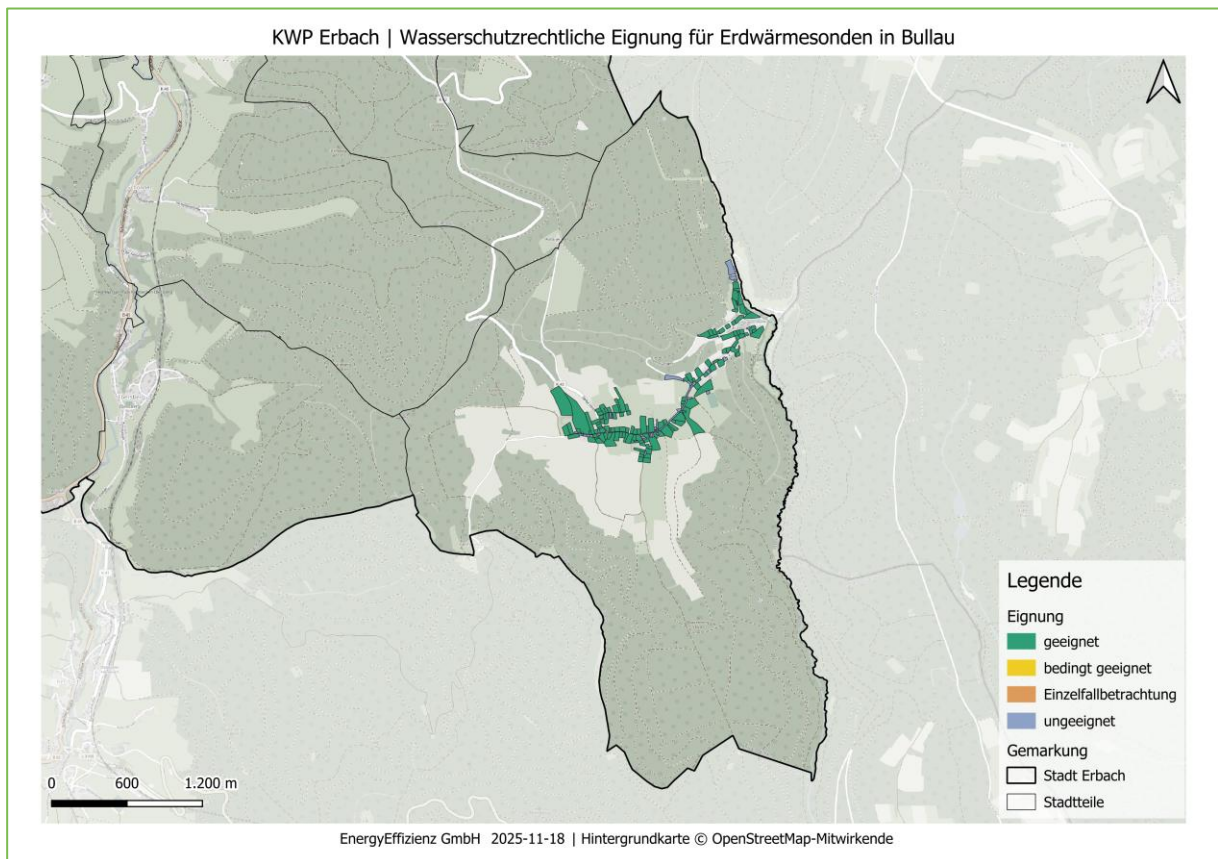 KWP Erbach | Wasserschutzrechtliche Eignung für Erdwärmesonden in Bullau
Legende
Eignung
geeignet
bedingt geeignet
Einzelfallbetrachtung
ungeeignet
Gemarkung
Stadt Erbach
Stadtteile
0 600 1.200 m
EnergyEffizienz GmbH 2025-11-18 | Hintergrundkarte © OpenStreetMap-Mitwirkende